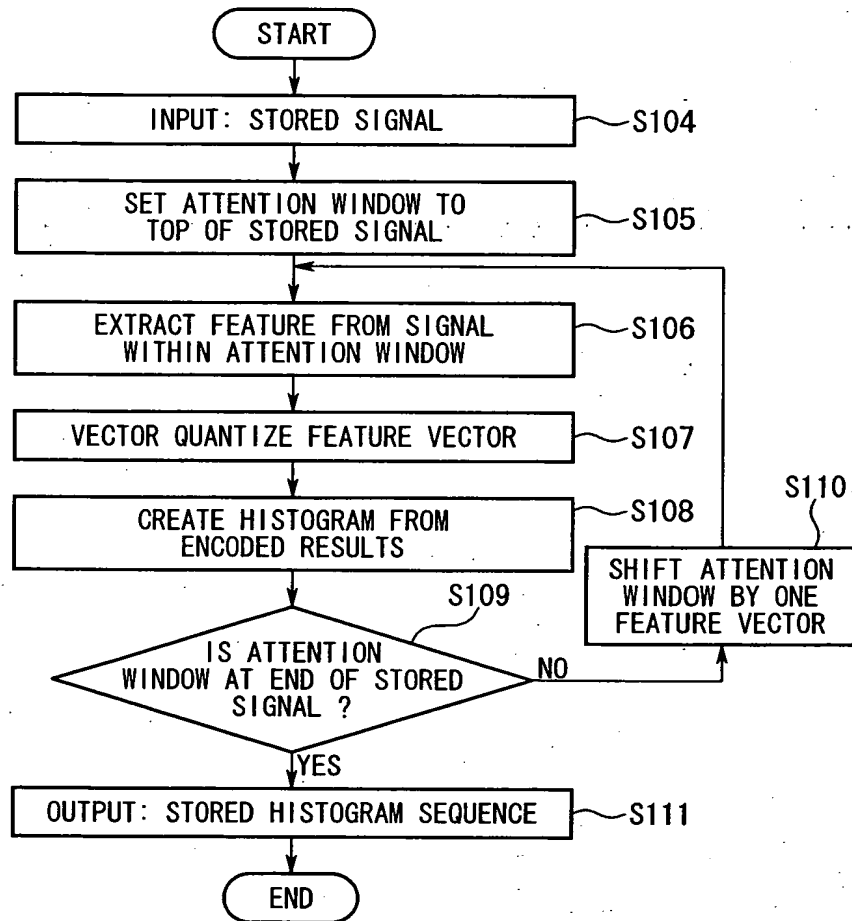 START
INPUT: STORED SIGNAL
S104
SET ATTENTION WINDOW TO
TOP OF STORED SIGNAL
S105
EXTRACT FEATURE FROM SIGNAL
WITHIN ATTENTION WINDOW
S106
VECTOR QUANTIZE FEATURE VECTOR
S107
CREATE HISTOGRAM FROM
ENCODED RESULTS
S108
S109
IS ATTENTION
WINDOW AT END OF STORED
SIGNAL ?
NO
S110
SHIFT ATTENTION
WINDOW BY ONE
FEATURE VECTOR
YES
OUTPUT: STORED HISTOGRAM SEQUENCE
S111
END